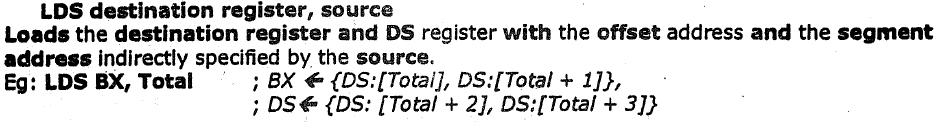 LDS destination register, source
Loads the destination register and DS register with the offset address and the segment
address indirectly specified by the source.
Eg: LDS BX, Total ; BX ← {DS:[Total], DS:[Total + 1]},
; DS← {DS: [Total + 2], DS:[Total + 3]}